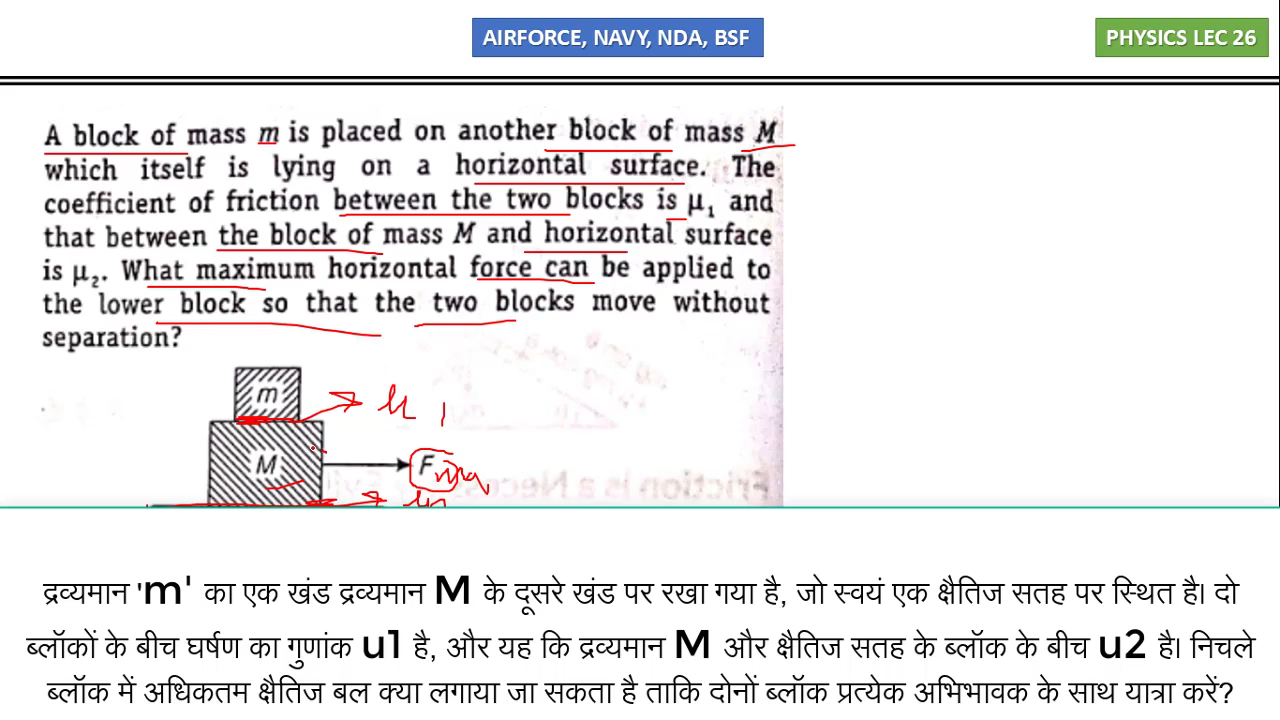 AIRFORCE, NAVY, NDA, BSF
PHYSICS LEC 26
A block of mass m is placed on another block of mass M
which itself is lying on a horizontal surface. The
coefficient of friction between the two blocks is μ₁ and
that between the block of mass M and horizontal surface
is μ₂. What maximum horizontal force can be applied to
the lower block so that the two blocks move without
separation?
m
μ 1
M
F
द्रव्यमान 'm' का एक खंड द्रव्यमान M के दूसरे खंड पर रखा गया है, जो स्वयं एक क्षैतिज सतह पर स्थित है। दो
ब्लॉकों के बीच घर्षण का गुणांक u1 है, और यह कि द्रव्यमान M और क्षैतिज सतह के ब्लॉक के बीच u2 है। निचले
ब्लॉक में अधिकतम क्षैतिज बल क्या लगाया जा सकता है ताकि दोनों ब्लॉक प्रत्येक अभिभावक के साथ यात्रा करें?